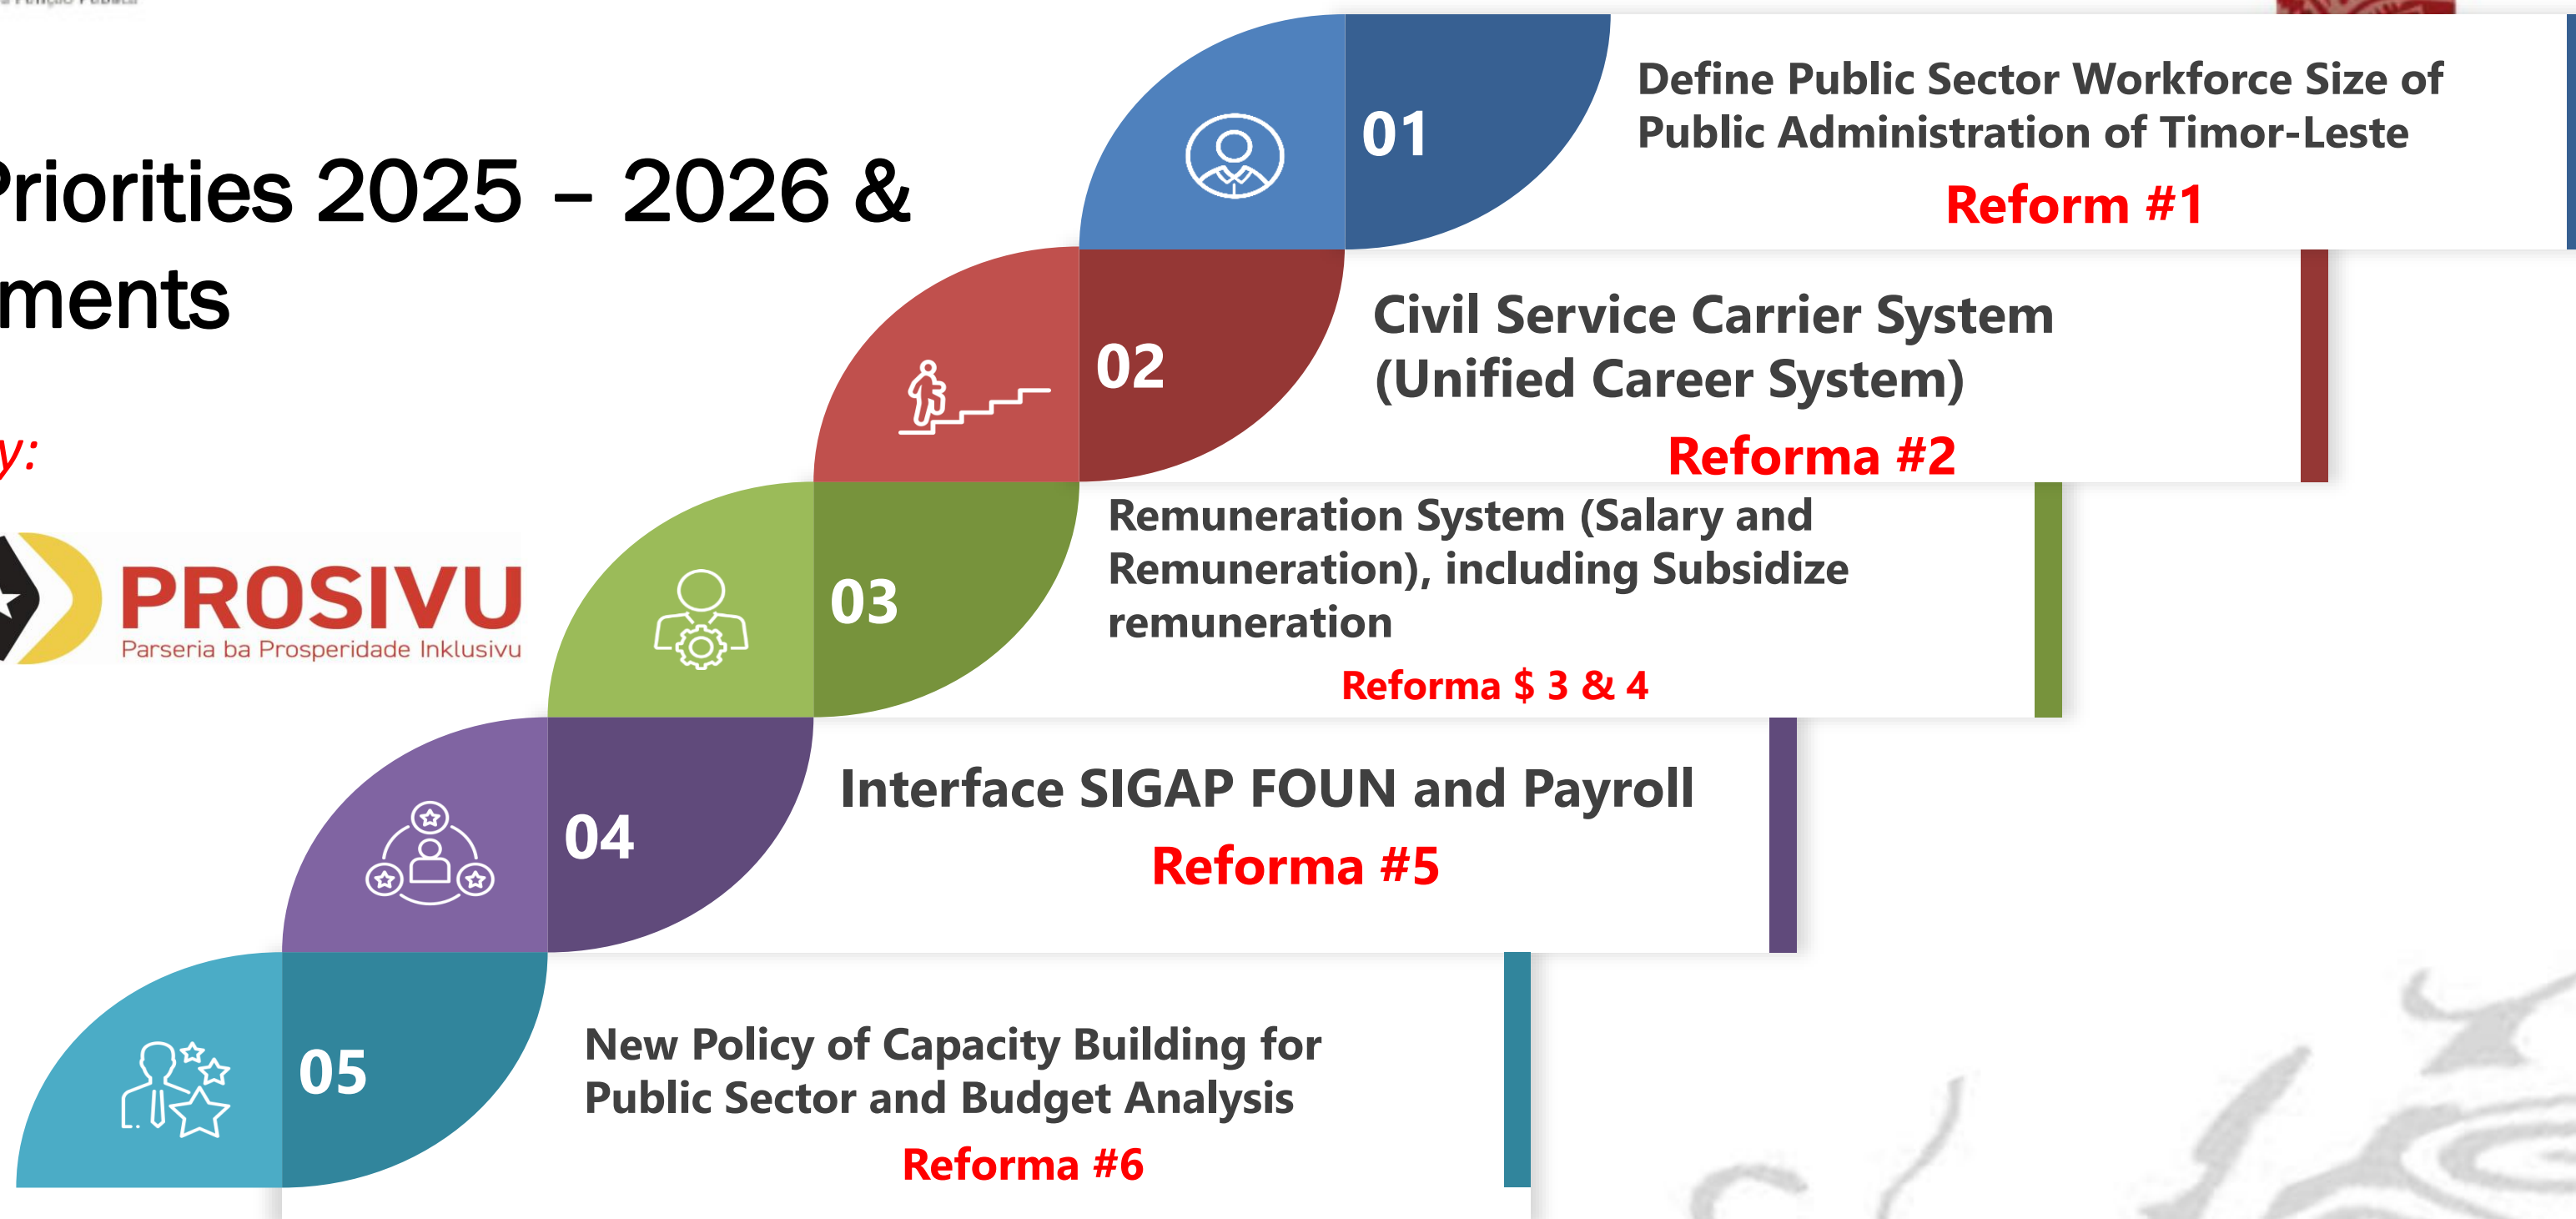 Priorities 2025 – 2026 &
ments
y:
PROSIVU
Parseria ba Prosperidade Inklusivu
01
Define Public Sector Workforce Size of
Public Administration of Timor-Leste
Reform #1
02
Civil Service Carrier System
(Unified Career System)
Reforma #2
03
Remuneration System (Salary and
Remuneration), including Subsidize
remuneration
Reforma $ 3 & 4
04
Interface SIGAP FOUN and Payroll
Reforma #5
05
New Policy of Capacity Building for
Public Sector and Budget Analysis
Reforma #6